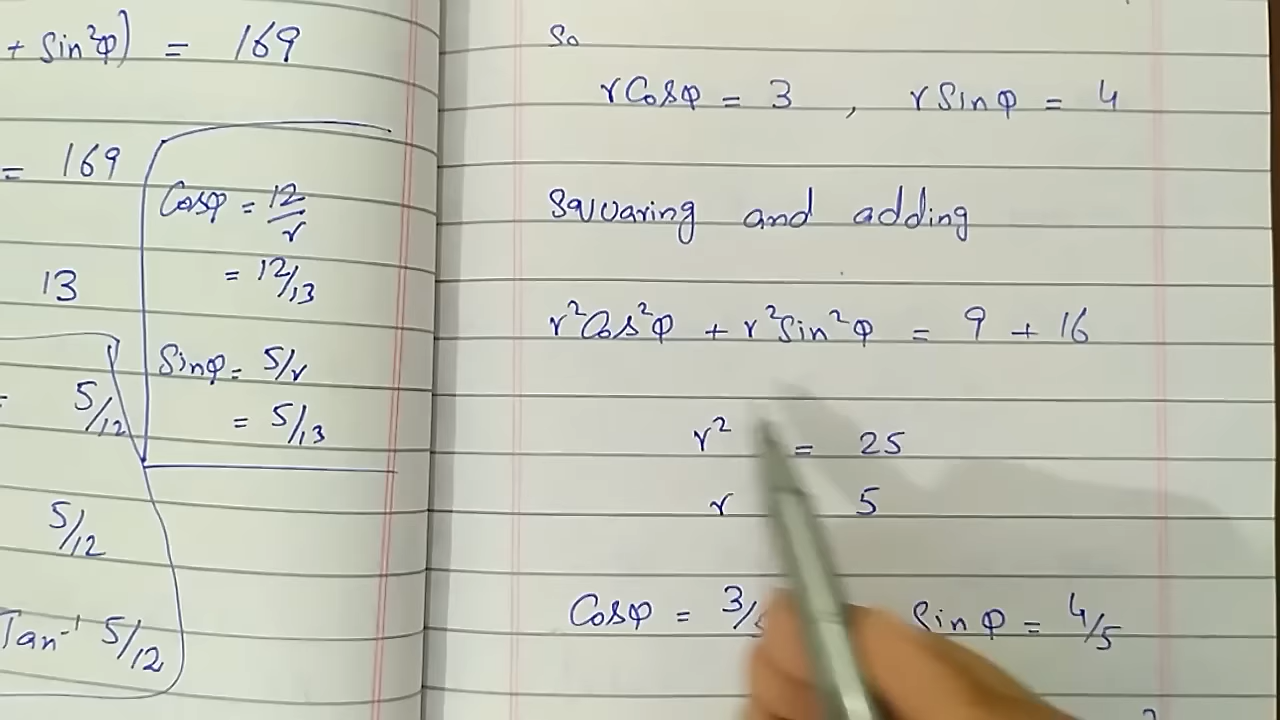 + Sin²φ) = 169
= 169
Cosφ = 12/r
= 12/13
13
Sinφ = 5/r
= 5/13
5/12
5/12
Tan⁻¹ 5/12
So
rCosφ = 3 , rSinφ = 4
Squaring and adding
r²Cos²φ + r²Sin²φ = 9 + 16
r² = 25
r 5
Cosφ = 3/ Sinφ = 4/5